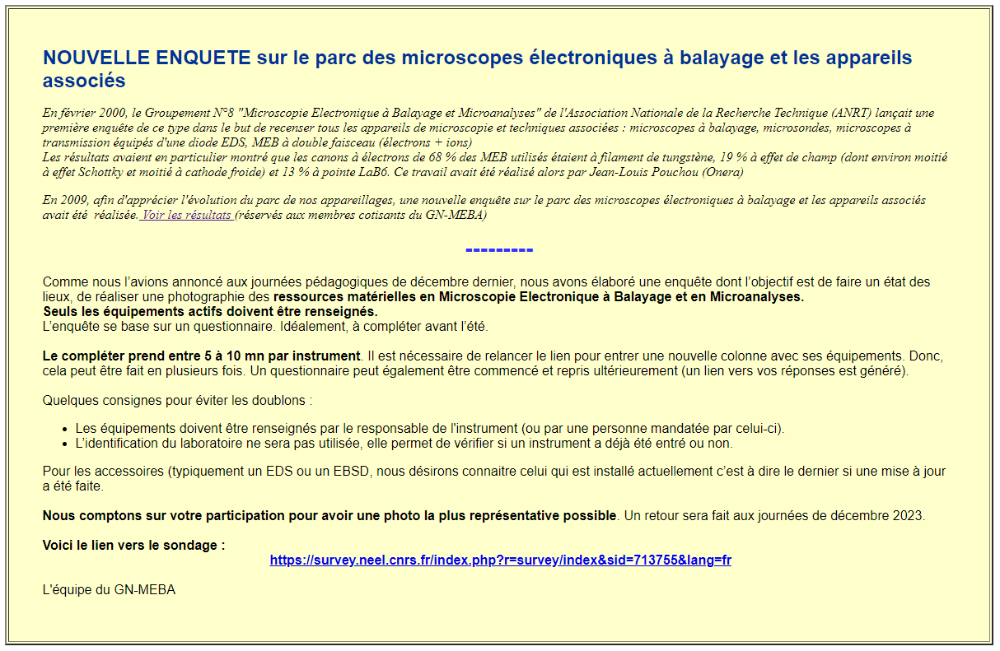 NOUVELLE ENQUETE sur le parc des microscopes électroniques à balayage et les appareils
associés
En février 2000, le Groupement N°8 "Microscopie Electronique à Balayage et Microanalyses" de l'Association Nationale de la Recherche Technique (ANRT) lançait une
première enquête de ce type dans le but de recenser tous les appareils de microscopie et techniques associées : microscopes à balayage, microsondes, microscopes à
transmission équipés d'une diode EDS, MEB à double faisceau (électrons + ions)
Les résultats avaient en particulier montré que les canons à électrons de 68 % des MEB utilisés étaient à filament de tungstène, 19 % à effet de champ (dont environ moitié
à effet Schottky et moitié à cathode froide) et 13 % à pointe LaB6. Ce travail avait été réalisé alors par Jean-Louis Pouchou (Onera)
En 2009, afin d'apprécier l'évolution du parc de nos appareillages, une nouvelle enquête sur le parc des microscopes électroniques à balayage et les appareils associés
avait été  réalisée. Voir les résultats (réservés aux membres cotisants du GN-MEBA)
---------
Comme nous l’avions annoncé aux journées pédagogiques de décembre dernier, nous avons élaboré une enquête dont l’objectif est de faire un état des
lieux, de réaliser une photographie des ressources matérielles en Microscopie Electronique à Balayage et en Microanalyses.
Seuls les équipements actifs doivent être renseignés.
L’enquête se base sur un questionnaire. Idéalement, à compléter avant l’été.
Le compléter prend entre 5 à 10 mn par instrument. Il est nécessaire de relancer le lien pour entrer une nouvelle colonne avec ses équipements. Donc,
cela peut être fait en plusieurs fois. Un questionnaire peut également être commencé et repris ultérieurement (un lien vers vos réponses est généré).
Quelques consignes pour éviter les doublons :
• Les équipements doivent être renseignés par le responsable de l'instrument (ou par une personne mandatée par celui-ci).
• L’identification du laboratoire ne sera pas utilisée, elle permet de vérifier si un instrument a déjà été entré ou non.
Pour les accessoires (typiquement un EDS ou un EBSD, nous désirons connaitre celui qui est installé actuellement c’est à dire le dernier si une mise à jour
a été faite.
Nous comptons sur votre participation pour avoir une photo la plus représentative possible. Un retour sera fait aux journées de décembre 2023.
Voici le lien vers le sondage :
https://survey.neel.cnrs.fr/index.php?r=survey/index&sid=713755&lang=fr
L'équipe du GN-MEBA